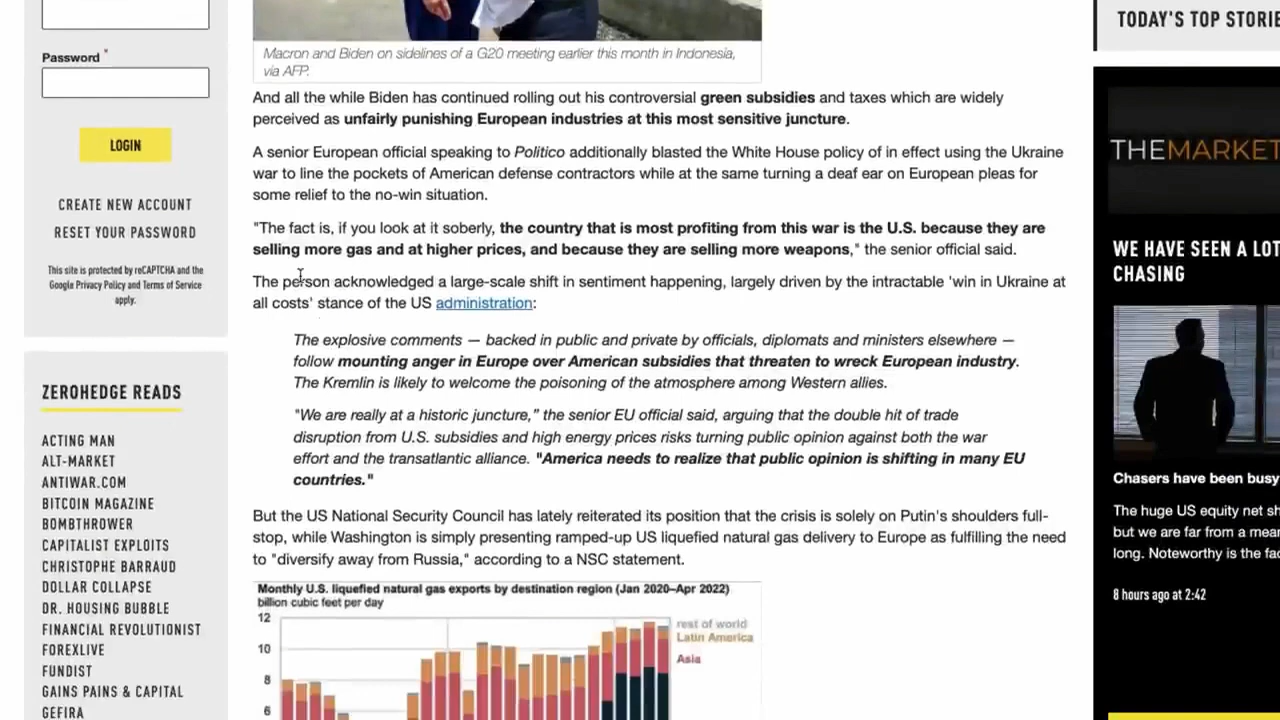 Password *
LOGIN
CREATE NEW ACCOUNT
RESET YOUR PASSWORD
This site is protected by reCAPTCHA and the
Google Privacy Policy and Terms of Service
apply.
ZEROHEDGE READS
ACTING MAN
ALT-MARKET
ANTIWAR.COM
BITCOIN MAGAZINE
BOMBTHROWER
CAPITALIST EXPLOITS
CHRISTOPHE BARRAUD
DOLLAR COLLAPSE
DR. HOUSING BUBBLE
FINANCIAL REVOLUTIONIST
FOREXLIVE
FUNDIST
GAINS PAINS & CAPITAL
GEFIRA
Macron and Biden on sidelines of a G20 meeting earlier this month in Indonesia,
via AFP.
And all the while Biden has continued rolling out his controversial green subsidies and taxes which are widely
perceived as unfairly punishing European industries at this most sensitive juncture.
A senior European official speaking to Politico additionally blasted the White House policy of in effect using the Ukraine
war to line the pockets of American defense contractors while at the same turning a deaf ear on European pleas for
some relief to the no-win situation.
"The fact is, if you look at it soberly, the country that is most profiting from this war is the U.S. because they are
selling more gas and at higher prices, and because they are selling more weapons," the senior official said.
The person acknowledged a large-scale shift in sentiment happening, largely driven by the intractable 'win in Ukraine at
all costs' stance of the US administration:
The explosive comments — backed in public and private by officials, diplomats and ministers elsewhere —
follow mounting anger in Europe over American subsidies that threaten to wreck European industry.
The Kremlin is likely to welcome the poisoning of the atmosphere among Western allies.
"We are really at a historic juncture," the senior EU official said, arguing that the double hit of trade
disruption from U.S. subsidies and high energy prices risks turning public opinion against both the war
effort and the transatlantic alliance. "America needs to realize that public opinion is shifting in many EU
countries."
But the US National Security Council has lately reiterated its position that the crisis is solely on Putin's shoulders full-
stop, while Washington is simply presenting ramped-up US liquefied natural gas delivery to Europe as fulfilling the need
to "diversify away from Russia," according to a NSC statement.
Monthly U.S. liquefied natural gas exports by destination region (Jan 2020–Apr 2022)
billion cubic feet per day
12
10
8
6
rest of world
Latin America
Asia
TODAY'S TOP STORIE
THEMARKET
WE HAVE SEEN A LOT
CHASING
Chasers have been busy
The huge US equity net sh
but we are far from a mea
long. Noteworthy is the fac
8 hours ago at 2:42